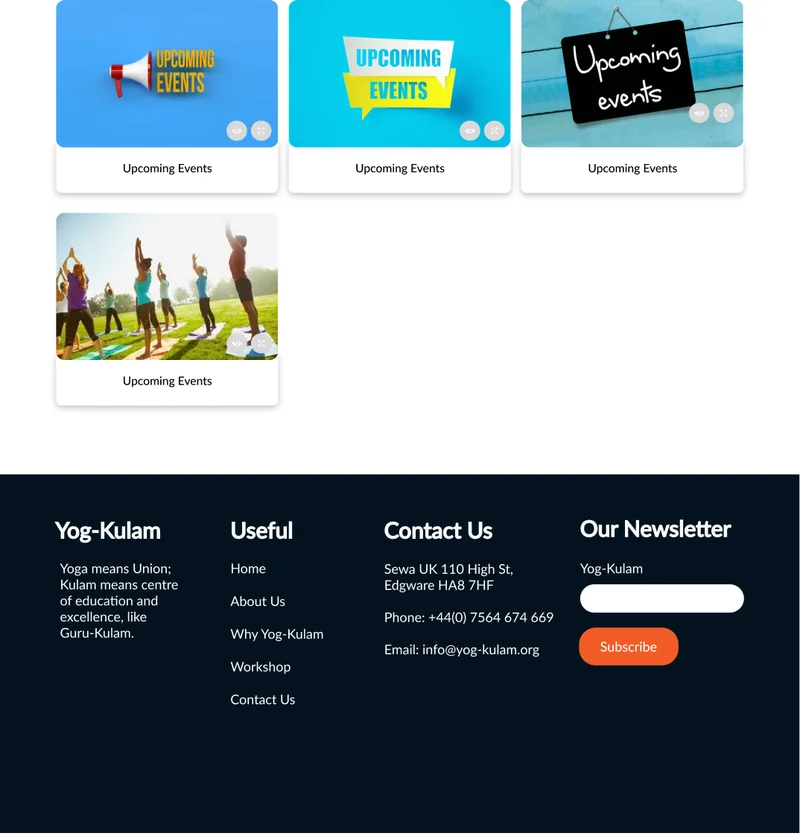 UPCOMING
EVENTS
UPCOMING
EVENTS
Upcoming
events
Upcoming Events
Upcoming Events
Upcoming Events
Upcoming Events
Yog-Kulam
Yoga means Union;
Kulam means centre
of education and
excellence, like
Guru-Kulam.
Useful
Home
About Us
Why Yog-Kulam
Workshop
Contact Us
Contact Us
Sewa UK 110 High St,
Edgware HA8 7HF
Phone: +44(0) 7564 674 669
Email: info@yog-kulam.org
Our Newsletter
Yog-Kulam
Subscribe